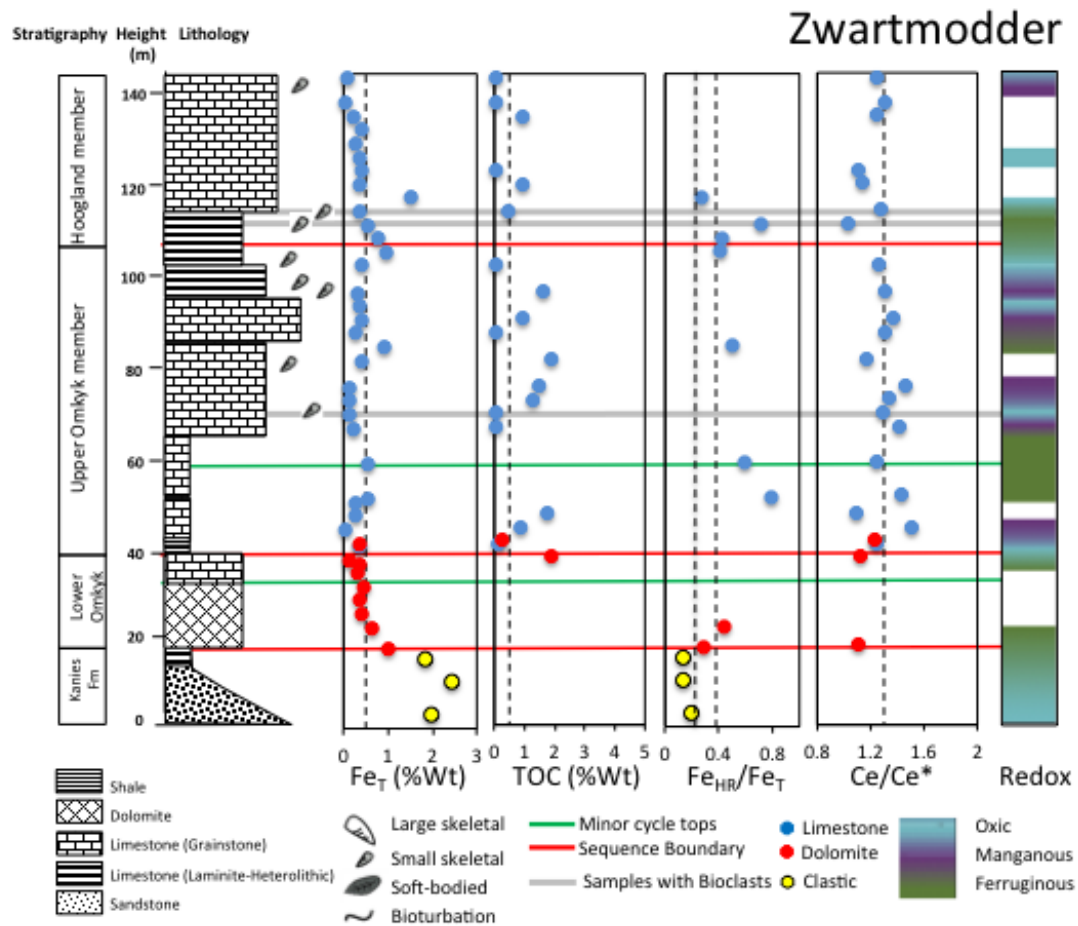 Zwartmodder
Stratigraphy Height Lithology
(m)
Hoogland member
Upper Omkyk member
Lower
Omkyk
Kanies
Fm
140
120
100
80
60
40
20
0
0 1 2 3
Fe_T (%Wt)
0 1 2 3 4 5
TOC (%Wt)
0 0.4 0.8
Fe_HR/Fe_T
0.8 1.2 1.6 2
Ce/Ce*
Redox
Shale
Dolomite
Limestone (Grainstone)
Limestone (Laminite-Heterolithic)
Sandstone
Large skeletal
Small skeletal
Soft-bodied
Bioturbation
Minor cycle tops
Sequence Boundary
Samples with Bioclasts
Limestone
Dolomite
Clastic
Oxic
Manganous
Ferruginous